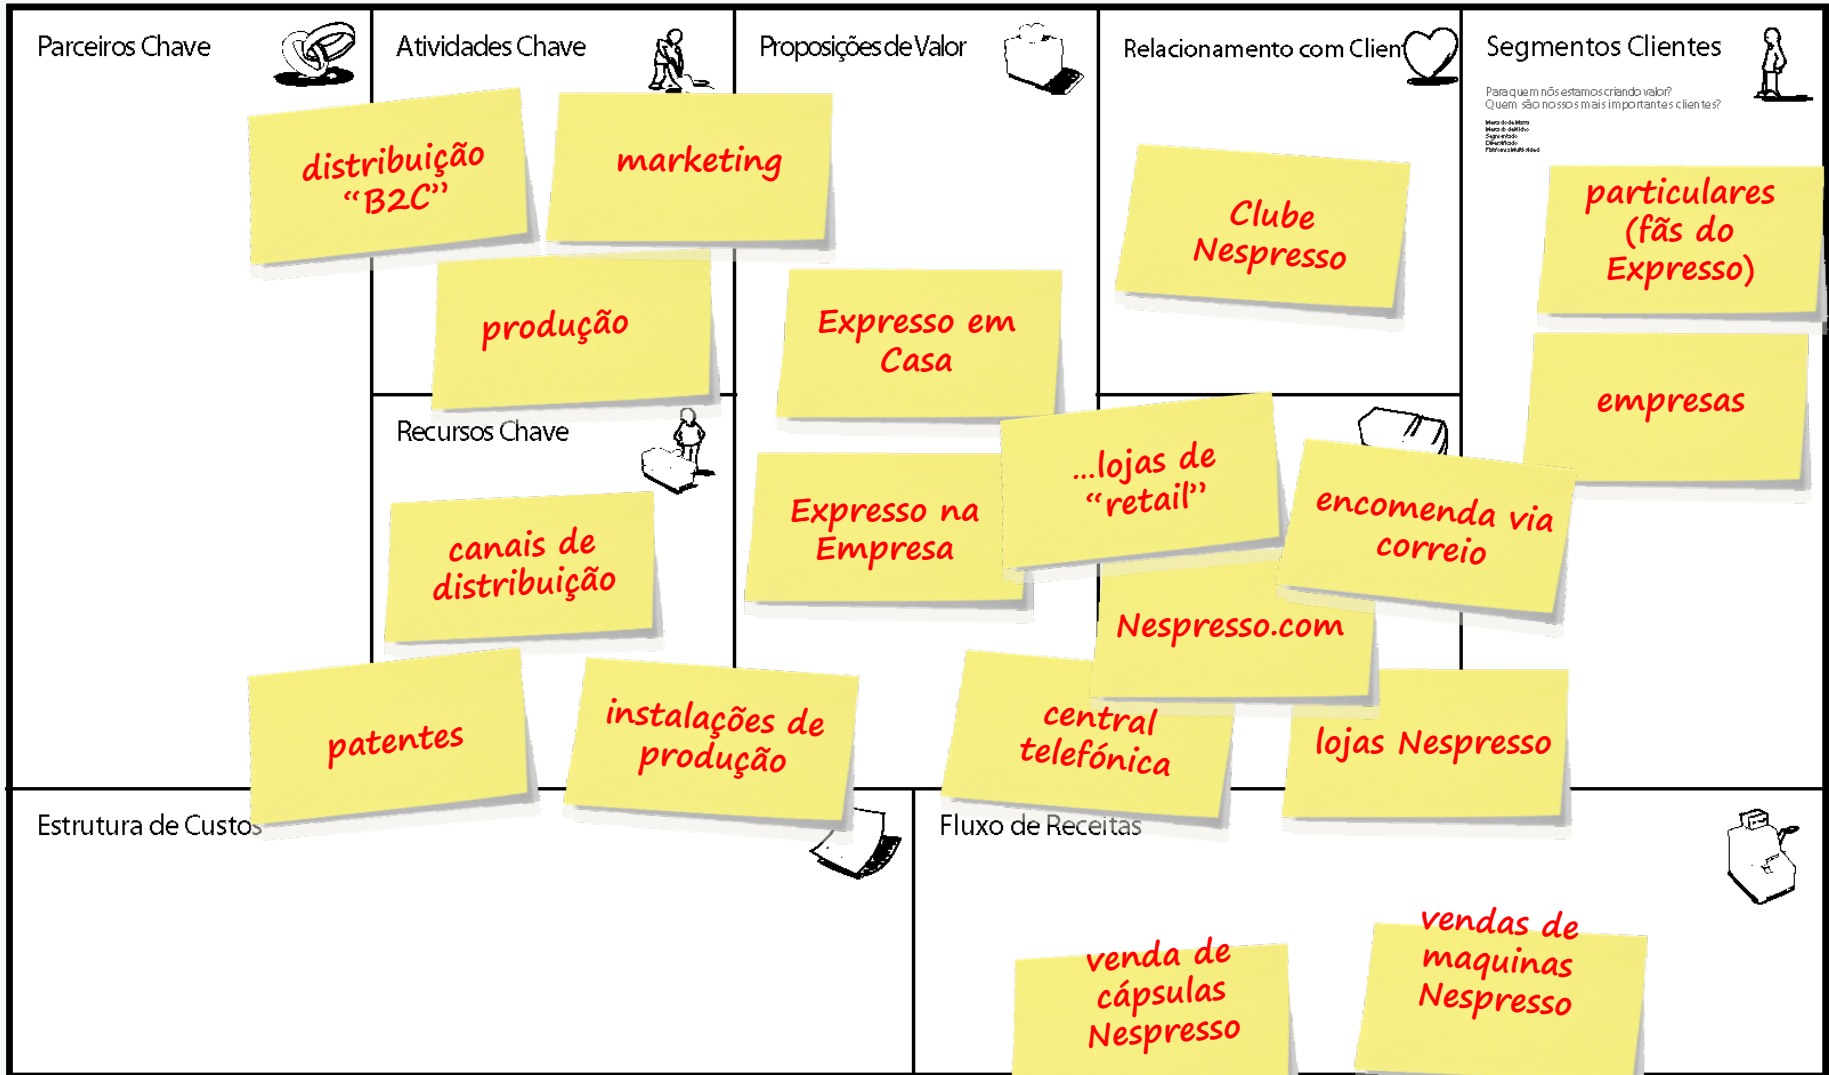 Parceiros Chave
Atividades Chave
Proposições de Valor
Relacionamento com Clien
Segmentos Clientes
Para quem nós estamos criando valor?
Quem são nossos mais importantes clientes?
distribuição
“B2C”
marketing
produção
Expresso em
Casa
Expresso na
Empresa
Clube
Nespresso
particulares
(fãs do
Expresso)
empresas
Recursos Chave
canais de
distribuição
patentes
instalações de
produção
...lojas de
“retail”
encomenda via
correio
Nespresso.com
central
telefónica
lojas Nespresso
Estrutura de Custos
Fluxo de Receitas
venda de
cápsulas
Nespresso
vendas de
maquinas
Nespresso